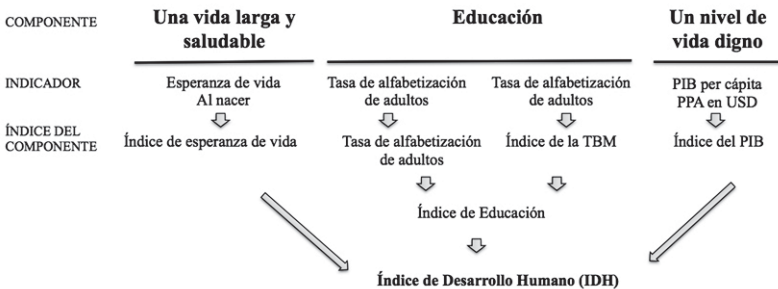 COMPONENTE
Una vida larga y
saludable
Educación
Un nivel de
vida digno
INDICADOR
Esperanza de vida
Al nacer
Tasa de alfabetización
de adultos
Tasa de alfabetización
de adultos
PIB per cápita
PPA en USD
ÍNDICE DEL
COMPONENTE
Índice de esperanza de vida
Tasa de alfabetización
de adultos
Índice de la TBM
Índice del PIB
Índice de Educación
Índice de Desarrollo Humano (IDH)